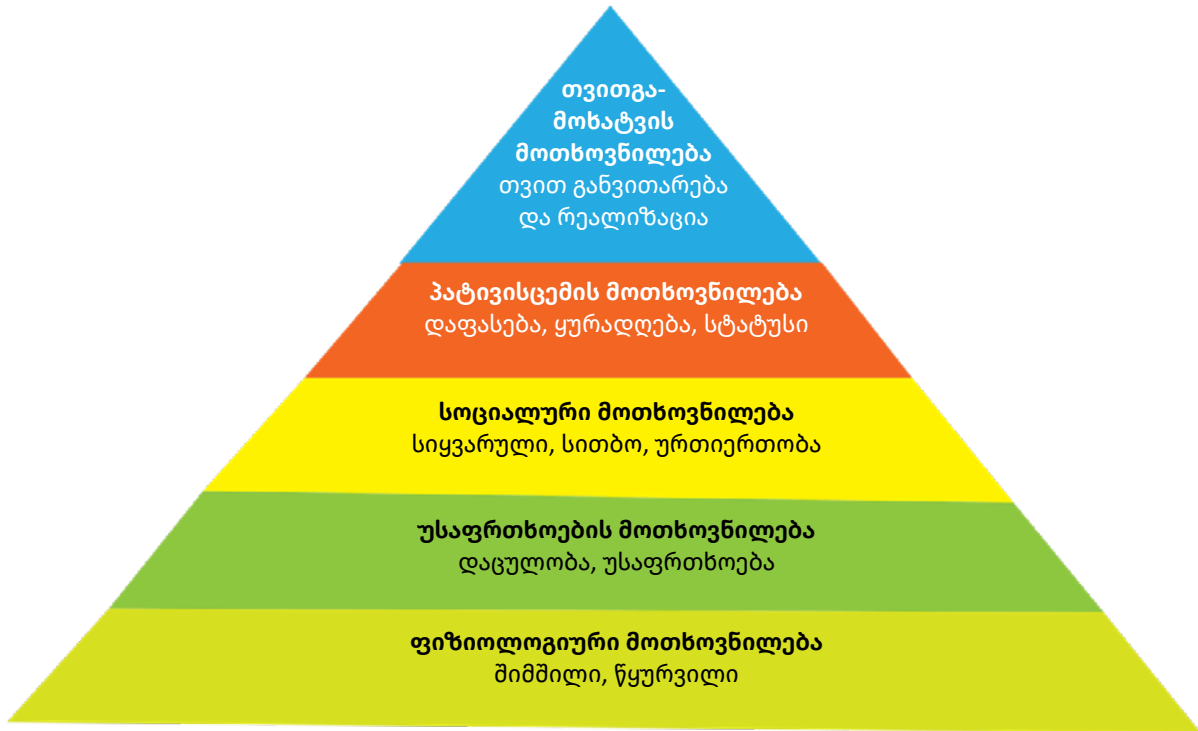 თვითგა-
მოხატვის
მოთხოვნილება
თვით განვითარება
და რეალიზაცია
პატივისცემის მოთხოვნილება
დაფასება, ყურადღება, სტატუსი
სოციალური მოთხოვნილება
სიყვარული, სითბო, ურთიერთობა
უსაფრთხოების მოთხოვნილება
დაცულობა, უსაფრთხოება
ფიზიოლოგიური მოთხოვნილება
შიმშილი, წყურვილი